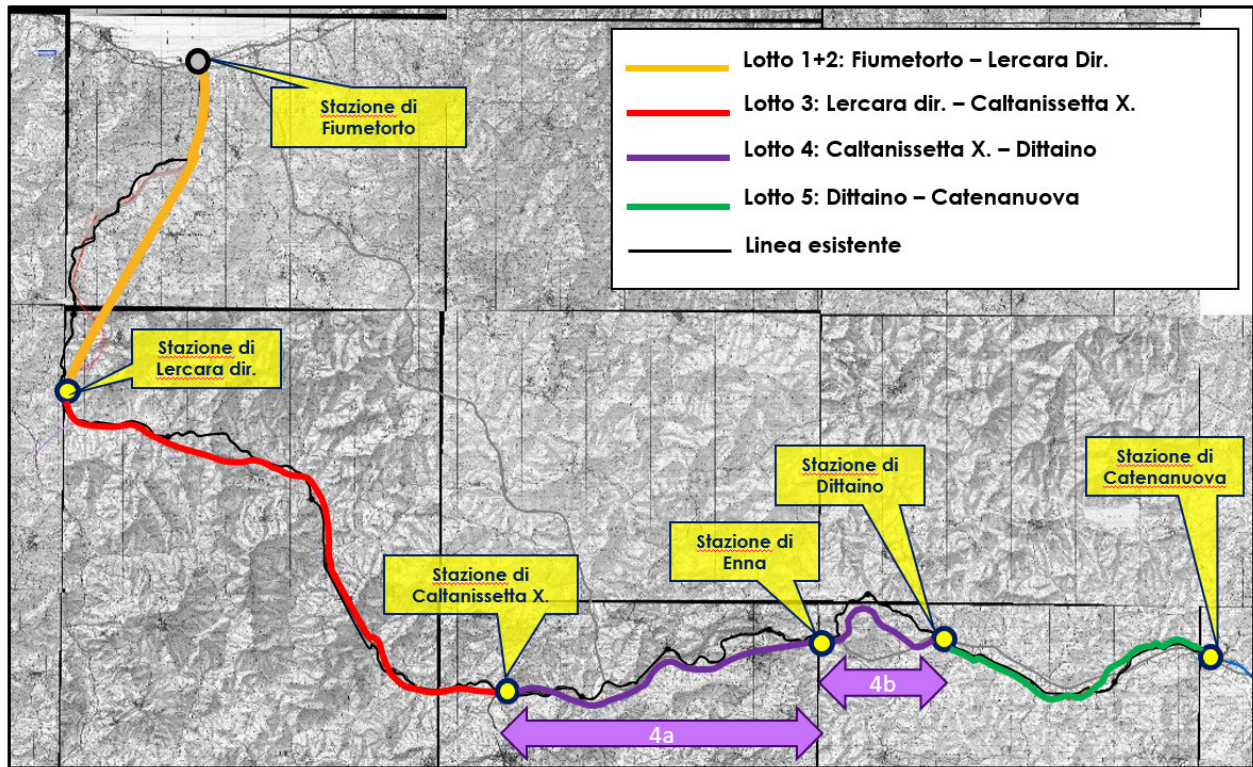 Lotto 1+2: Fiumetorto – Lercara Dir.
Lotto 3: Lercara dir. – Caltanissetta X.
Lotto 4: Caltanissetta X. – Dittaino
Lotto 5: Dittaino – Catenanuova
Linea esistente
Stazione di
Fiumetorto
Stazione di
Lercara dir.
Stazione di
Caltanissetta X.
Stazione di
Enna
Stazione di
Dittaino
Stazione di
Catenanuova
4a
4b